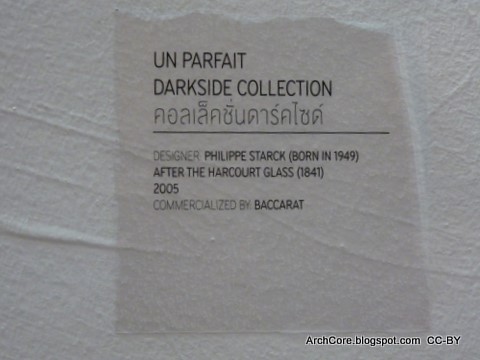 UN PARFAIT
DARKSIDE COLLECTION
คอลเล็คชั่นดาร์คไซด์
DESIGNER: PHILIPPE STARCK (BORN IN 1949)
AFTER THE HARCOURT GLASS (1841)
2005
COMMERCIALIZED BY: BACCARAT
ArchCore.blogspot.com CC-BY